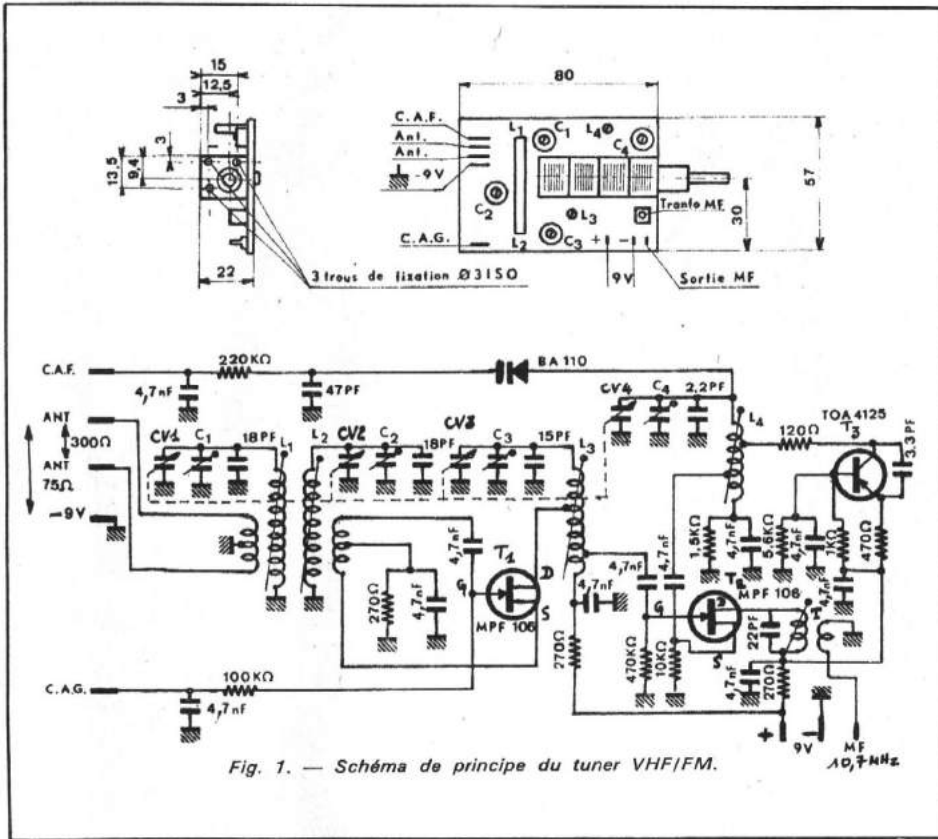 15
12,5
3
3
13,5
9,4
22
3 trous de fixation Ø3ISO
80
C.A.F.
Ant.
Ant.
-9V
C.A.G.
L1
C1
L4
C4
C2
L3
L2
C3
Tranfo MF
+
-
9V
Sortie MF
30
57
C.A.F.
220KΩ
4,7nF
47PF
BA 110
ANT
300Ω
ANT
75Ω
-9V
CV1
C1
18PF
L1
L2
CV2
C2
18PF
CV3
C3
15PF
L3
CV4
C4
2,2PF
L4
TOA 4125
T3
120Ω
3,3PF
470Ω
1,5KΩ
4,7nF
5,6KΩ
4,7nF
1KΩ
4,7nF
270Ω
4,7nF
4,7nF
T1
G
D
S
MPF 106
4,7nF
270Ω
4,7nF
4,7nF
470KΩ
10KΩ
MPF 106
G
S
22PF
4,7nF
270Ω
C.A.G.
100KΩ
4,7nF
+
9V
-
MF
10,7MHz
Fig. 1. — Schéma de principe du tuner VHF/FM.